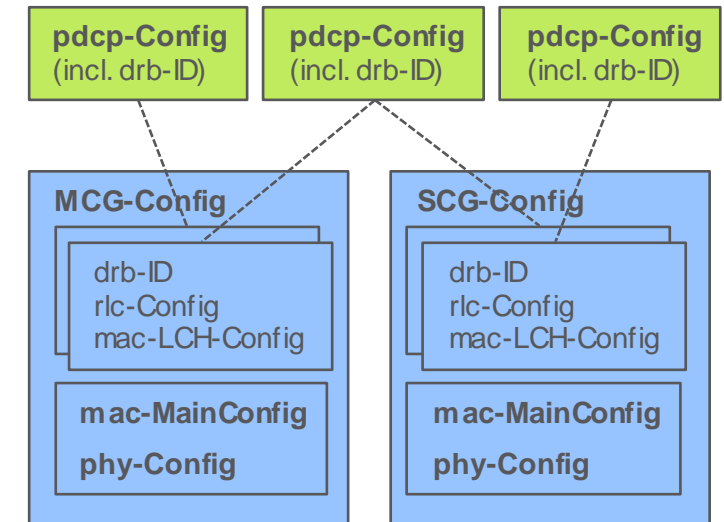 pdcp-Config
(incl. drb-ID)
pdcp-Config
(incl. drb-ID)
pdcp-Config
(incl. drb-ID)
MCG-Config
drb-ID
rlc-Config
mac-LCH-Config
mac-MainConfig
phy-Config
SCG-Config
drb-ID
rlc-Config
mac-LCH-Config
mac-MainConfig
phy-Config